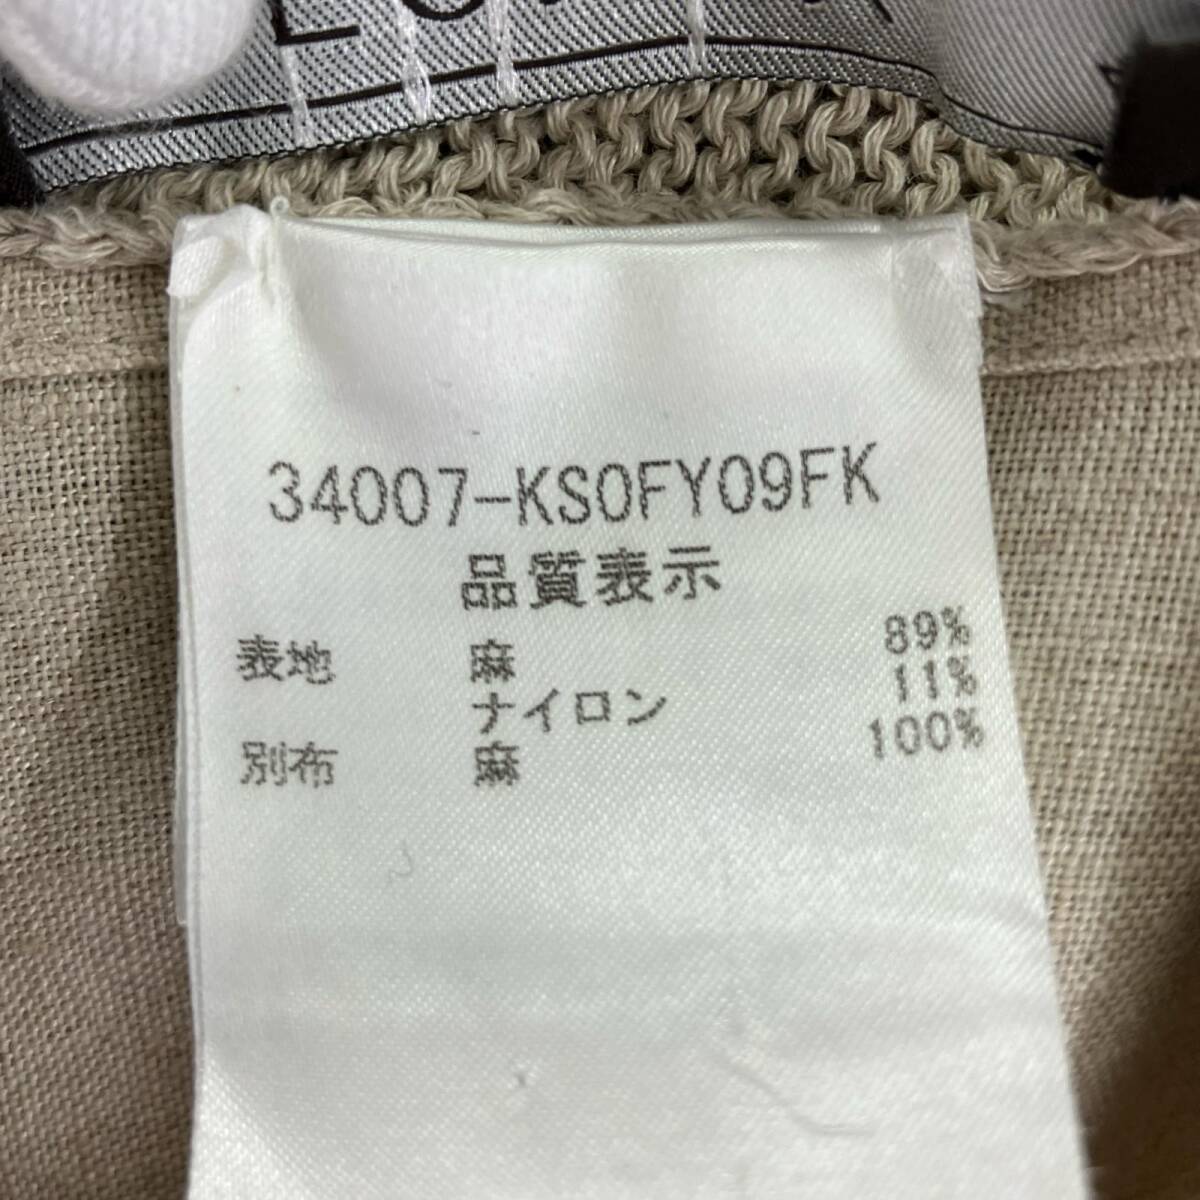 34007-KS0FY09FK
品質表示
表地 麻 89%
ナイロン 11%
別布 麻 100%